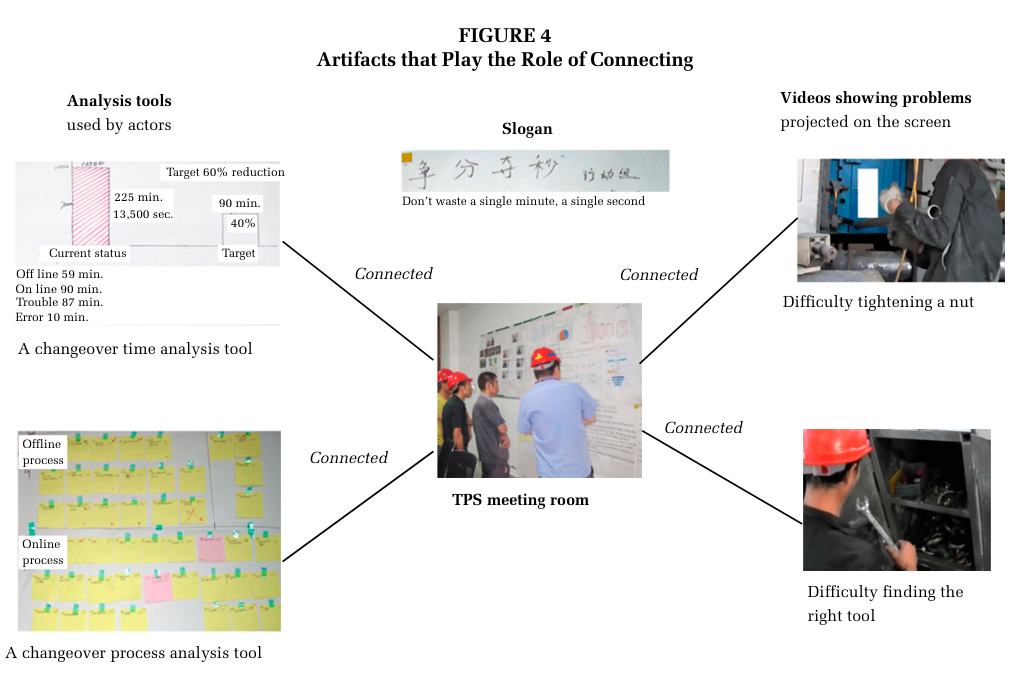 FIGURE 4
Artifacts that Play the Role of Connecting
Analysis tools
used by actors
Target 60% reduction
225 min.
13,500 sec.
90 min.
40%
Current status
Target
Off line 59 min.
On line 90 min.
Trouble 87 min.
Error 10 min.
A changeover time analysis tool
Slogan
争分夺秒 行动组
Don't waste a single minute, a single second
Videos showing problems
projected on the screen
Difficulty tightening a nut
Connected
Connected
Offline
process
Online
process
A changeover process analysis tool
Connected
Connected
TPS meeting room
Difficulty finding the
right tool